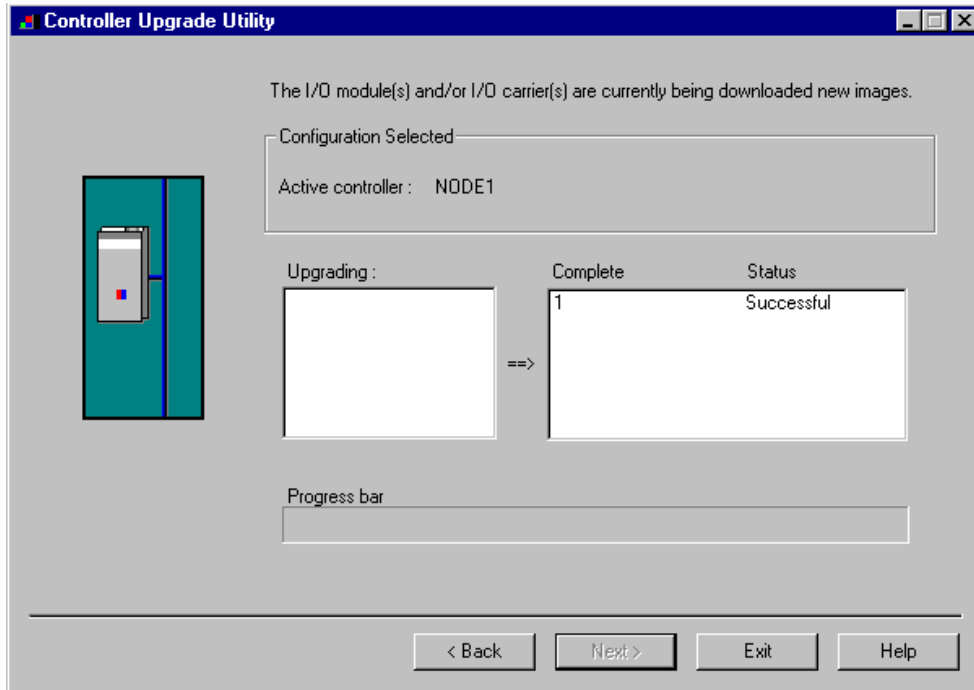 Controller Upgrade Utility
The I/O module(s) and/or I/O carrier(s) are currently being downloaded new images.
Configuration Selected
Active controller : NODE1
Upgrading :
Complete Status
1 Successful
==>
Progress bar
< Back Next > Exit Help